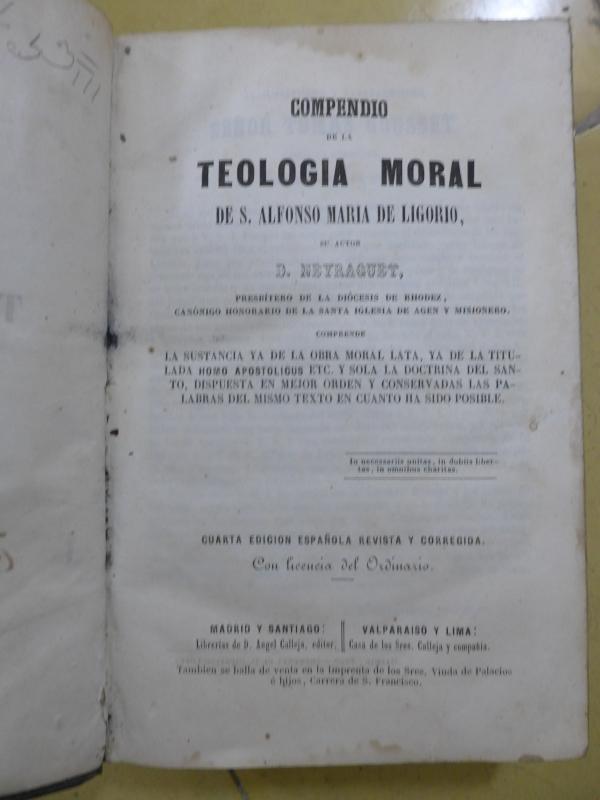 COMPENDIO
DE LA
TEOLOGIA MORAL
DE S. ALFONSO MARIA DE LIGORIO,
SU AUTOR
D. NEYRAGUET,
PRESBÍTERO DE LA DIÓCESIS DE RHODEZ,
CANÓNIGO HONORARIO DE LA SANTA IGLESIA DE AGEN Y MISIONERO.
COMPRENDE
LA SUSTANCIA YA DE LA OBRA MORAL LATA, YA DE LA TITU-
LADA HOMO APOSTOLICUS ETC. Y SOLA LA DOCTRINA DEL SAN-
TO, DISPUESTA EN MEJOR ORDEN Y CONSERVADAS LAS PA-
LABRAS DEL MISMO TEXTO EN CUANTO HA SIDO POSIBLE.
In necessariis unitas, in dubiis liber-
tas, in omnibus charitas.
CUARTA EDICION ESPAÑOLA REVISTA Y CORREGIDA.
Con licencia del Ordinario.
MADRID Y SANTIAGO:
Librerías de D. Angel Calleja, editor.
VALPARAISO Y LIMA:
Casa de los Sres. Calleja y compañía.
Tambien se halla de venta en la Imprenta de los Sres. Viuda de Palacios
é hijos, Carrera de S. Francisco.